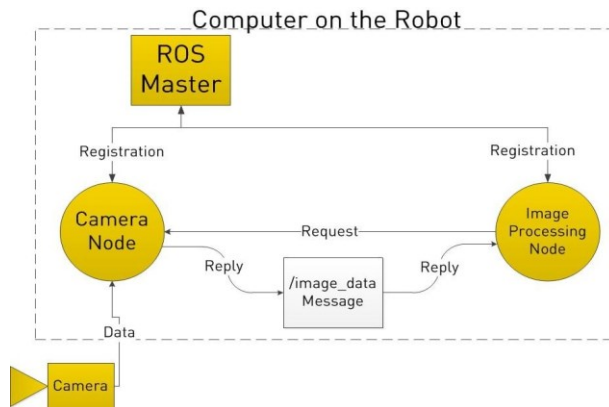 Computer on the Robot
ROS
Master
Registration
Registration
Camera
Node
Image
Processing
Node
Request
Reply
/image_data
Message
Reply
Data
Camera